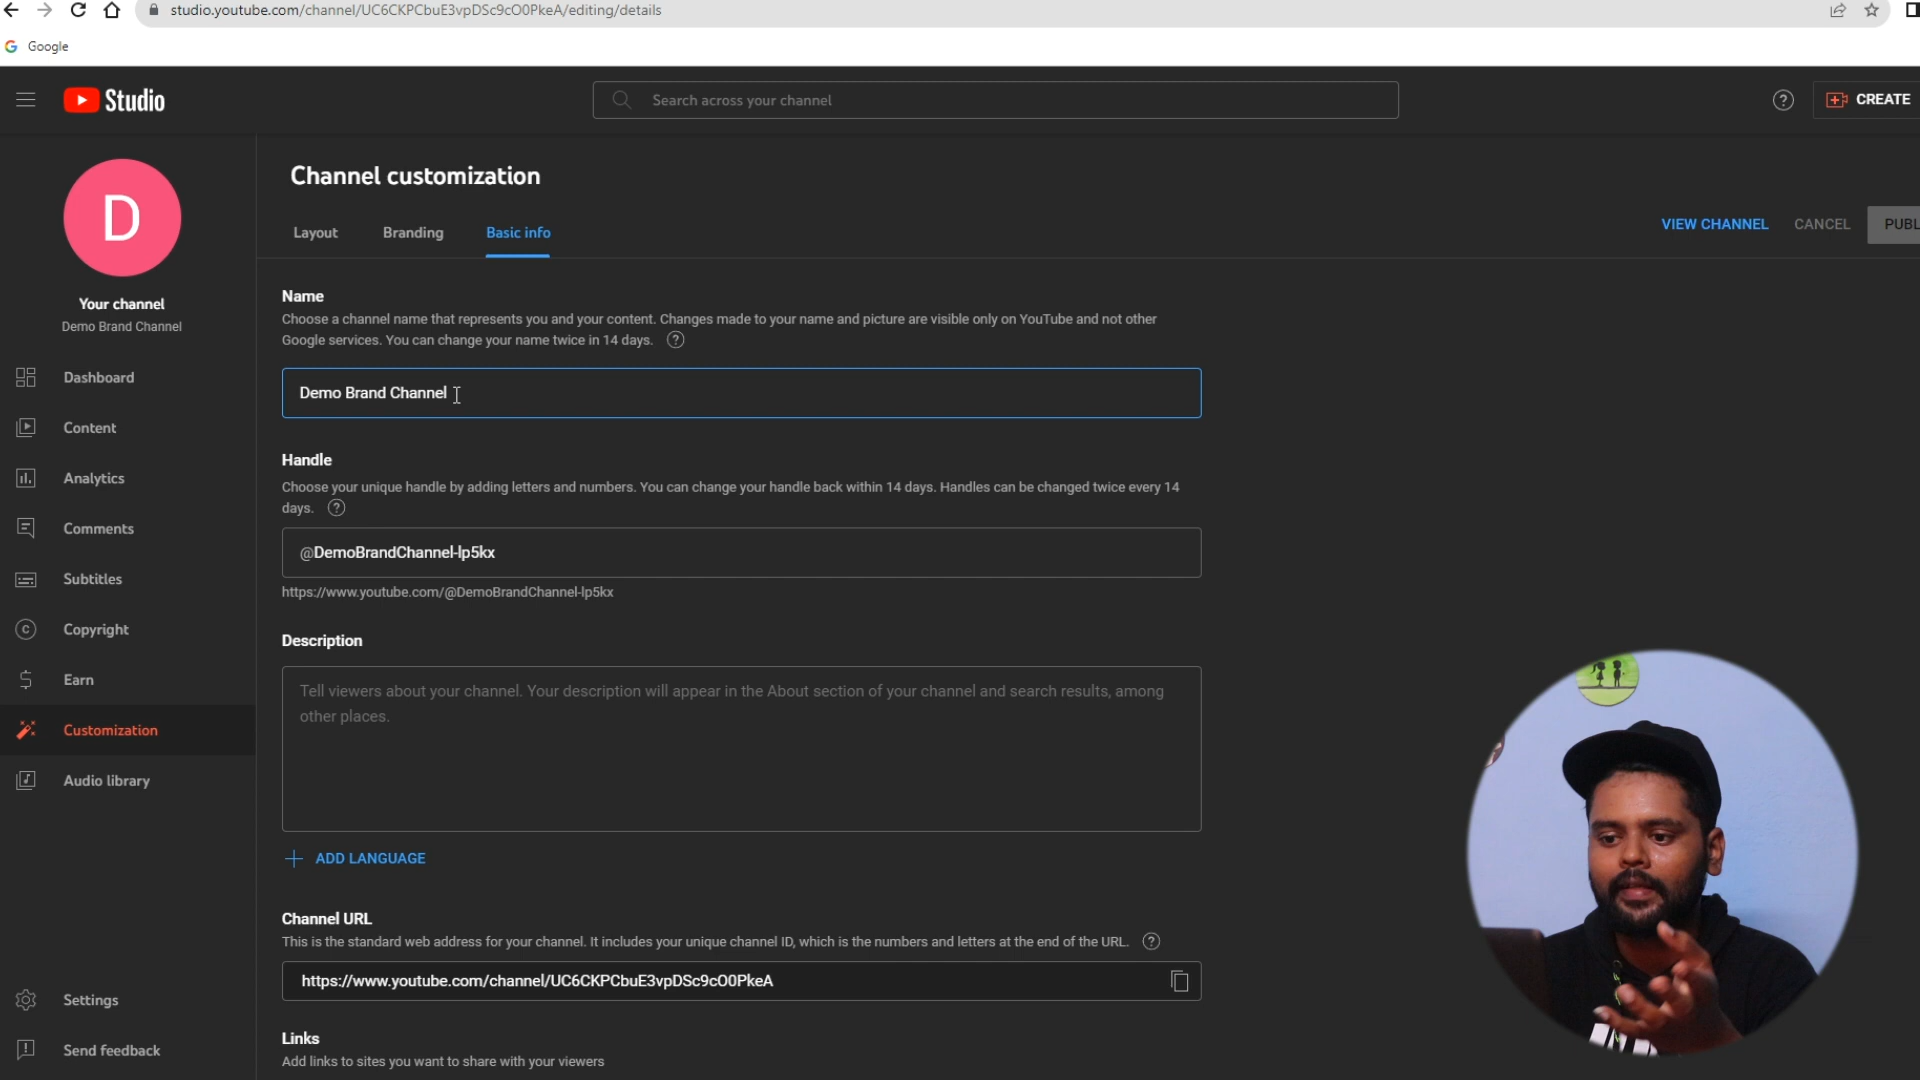 studio.youtube.com/channel/UC6CKPCbuE3vpDSc9cO0PkeA/editing/details
Google
Studio
Search across your channel
CREATE
Channel customization
Layout
Branding
Basic info
VIEW CHANNEL
CANCEL
PUBL
D
Your channel
Demo Brand Channel
Dashboard
Content
Analytics
Comments
Subtitles
Copyright
Earn
Customization
Audio library
Settings
Send feedback
Name
Choose a channel name that represents you and your content. Changes made to your name and picture are visible only on YouTube and not other
Google services. You can change your name twice in 14 days.
Demo Brand Channel
Handle
Choose your unique handle by adding letters and numbers. You can change your handle back within 14 days. Handles can be changed twice every 14
days.
@DemoBrandChannel-lp5kx
https://www.youtube.com/@DemoBrandChannel-lp5kx
Description
Tell viewers about your channel. Your description will appear in the About section of your channel and search results, among
other places.
ADD LANGUAGE
Channel URL
This is the standard web address for your channel. It includes your unique channel ID, which is the numbers and letters at the end of the URL.
https://www.youtube.com/channel/UC6CKPCbuE3vpDSc9cO0PkeA
Links
Add links to sites you want to share with your viewers